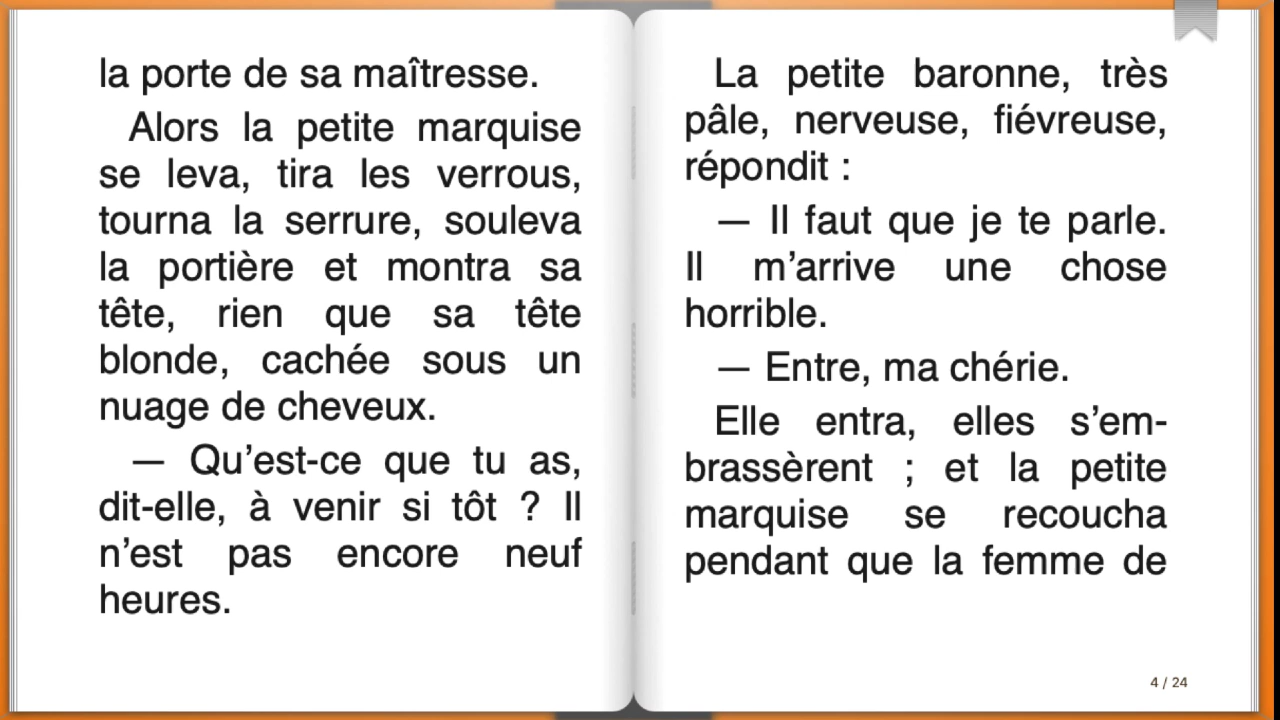 la porte de sa maîtresse.
Alors la petite marquise
se leva, tira les verrous,
tourna la serrure, souleva
la portière et montra sa
tête, rien que sa tête
blonde, cachée sous un
nuage de cheveux.
— Qu’est-ce que tu as,
dit-elle, à venir si tôt ? Il
n’est pas encore neuf
heures.
La petite baronne, très
pâle, nerveuse, fiévreuse,
répondit :
— Il faut que je te parle.
Il m’arrive une chose
horrible.
— Entre, ma chérie.
Elle entra, elles s’em-
brassèrent ; et la petite
marquise se recoucha
pendant que la femme de
4 / 24